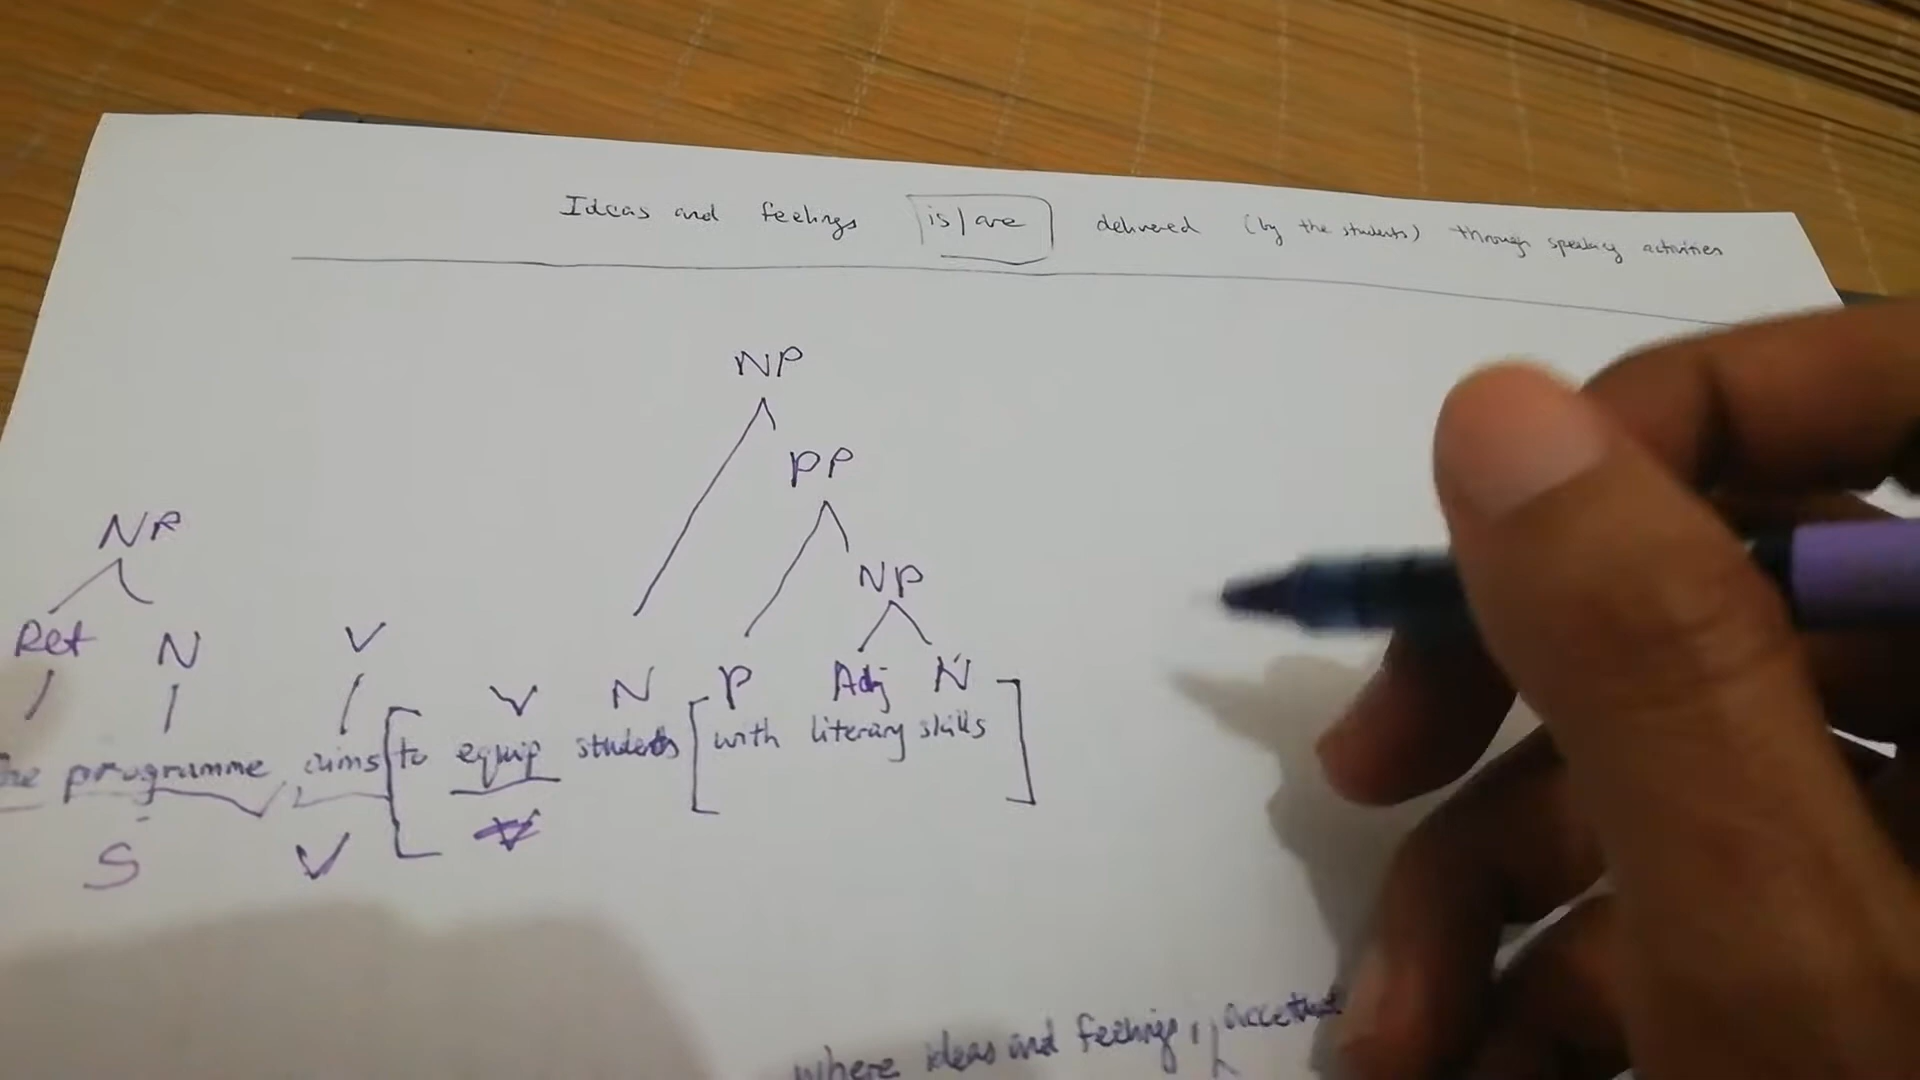 Ideas and feelings is/are delivered (by the students) through speaking activities
NP
PP
NP
NP
Det N V V N P Adj N
programme aims to equip students with literary skills
S V V
where ideas and feelings,